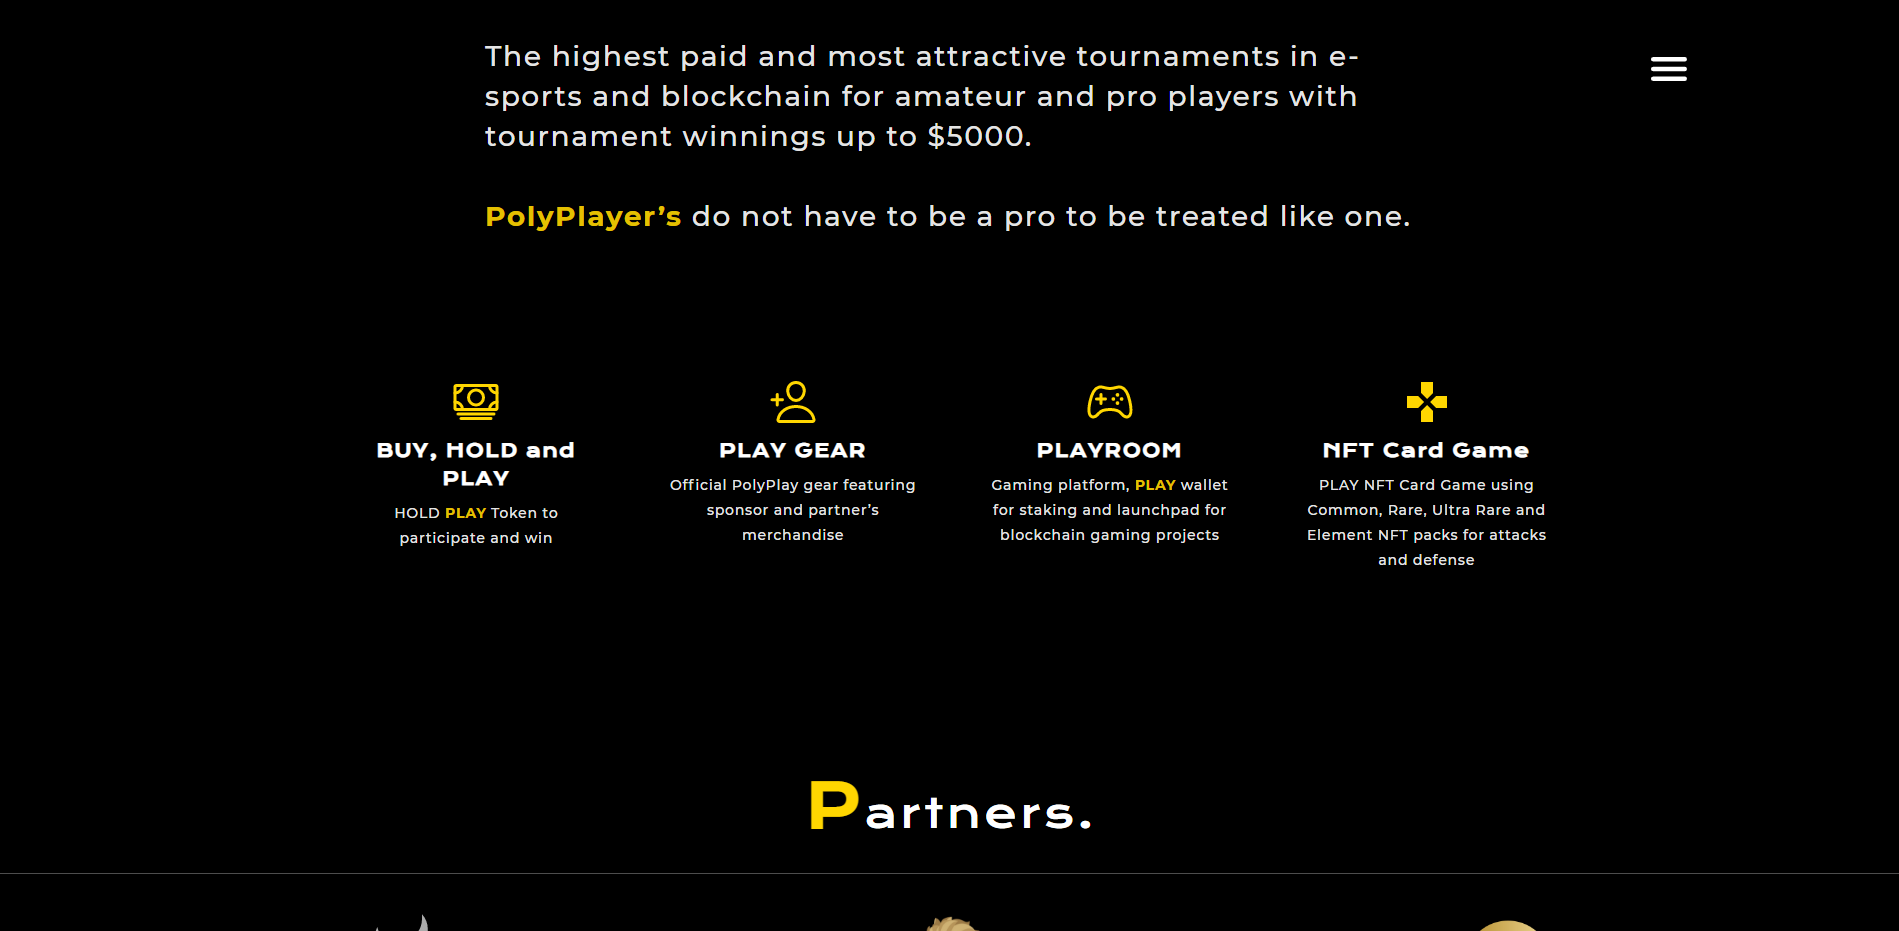 The highest paid and most attractive tournaments in e-
sports and blockchain for amateur and pro players with
tournament winnings up to $5000.
PolyPlayer’s do not have to be a pro to be treated like one.
BUY, HOLD and
PLAY
HOLD PLAY Token to
participate and win
PLAY GEAR
Official PolyPlay gear featuring
sponsor and partner’s
merchandise
PLAYROOM
Gaming platform, PLAY wallet
for staking and launchpad for
blockchain gaming projects
NFT Card Game
PLAY NFT Card Game using
Common, Rare, Ultra Rare and
Element NFT packs for attacks
and defense
Partners.